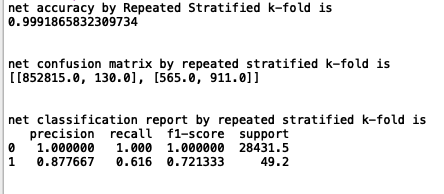 net accuracy by Repeated Stratified k-fold is
0.9991865832309734
net confusion matrix by repeated stratified k-fold is
[[852815.0, 130.0], [565.0, 911.0]]
net classification report by repeated stratified k-fold is
precision recall f1-score support
0 1.000000 1.000 1.000000 28431.5
1 0.877667 0.616 0.721333 49.2